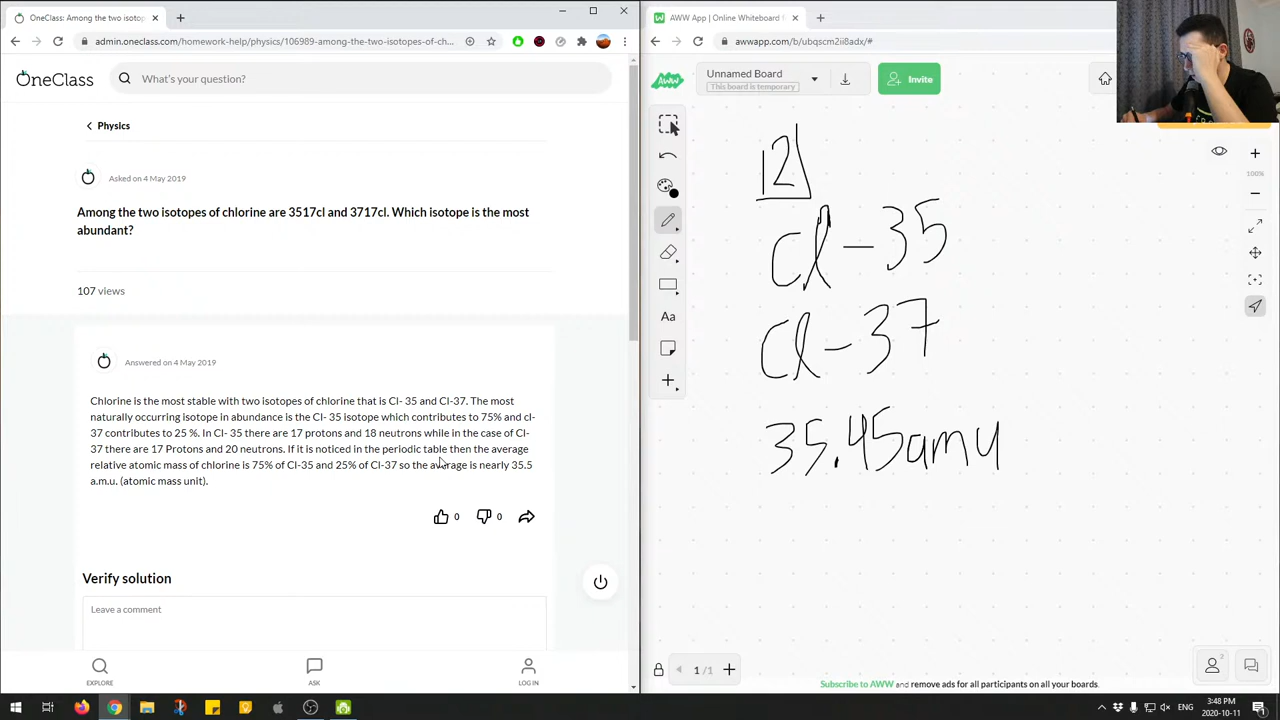 OneClass: Among the two isotop
AWW App | Online Whiteboard f
admin.oneclass.com/homework-help/physics/106989-among-the-two-isotopes-of-ch...
awwapp.com/b/ubqscm2ii8adx/#
OneClass
What's your question?
Unnamed Board
This board is temporary
Invite
Physics
Asked on 4 May 2019
Among the two isotopes of chlorine are 3517cl and 3717cl. Which isotope is the most
abundant?
107 views
Answered on 4 May 2019
Chlorine is the most stable with two isotopes of chlorine that is Cl- 35 and Cl-37. The most
naturally occurring isotope in abundance is the Cl- 35 isotope which contributes to 75% and cl-
37 contributes to 25 %. In Cl- 35 there are 17 protons and 18 neutrons while in the case of Cl-
37 there are 17 Protons and 20 neutrons. If it is noticed in the periodic table then the average
relative atomic mass of chlorine is 75% of Cl-35 and 25% of Cl-37 so the average is nearly 35.5
a.m.u. (atomic mass unit).
0
0
Verify solution
Leave a comment
EXPLORE
ASK
LOG IN
Aa
100%
12
Cl-35
Cl-37
35.45amu
1 / 1
2
Subscribe to AWW and remove ads for all participants on all your boards.
ENG
3:48 PM
2020-10-11
1